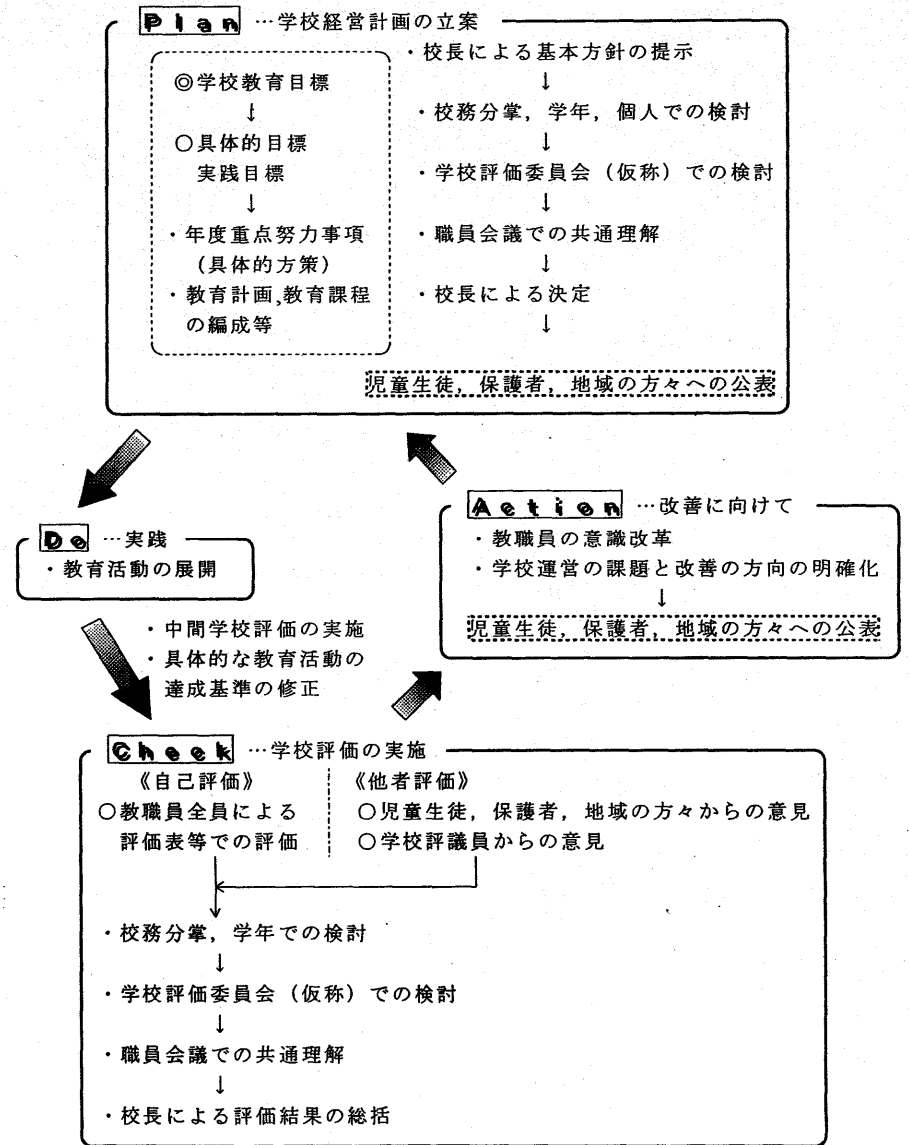 Plan …学校経営計画の立案
◎学校教育目標
↓
○具体的目標
実践目標
↓
・年度重点努力事項
(具体的方策)
・教育計画,教育課程
の編成等
・校長による基本方針の提示
↓
・校務分掌，学年，個人での検討
↓
・学校評価委員会（仮称）での検討
↓
・職員会議での共通理解
↓
・校長による決定
↓
児童生徒，保護者，地域の方々への公表
Do …実践
・教育活動の展開
・中間学校評価の実施
・具体的な教育活動の
達成基準の修正
Action …改善に向けて
・教職員の意識改革
・学校運営の課題と改善の方向の明確化
↓
児童生徒，保護者，地域の方々への公表
Check …学校評価の実施
《自己評価》
○教職員全員による
評価表等での評価
《他者評価》
○児童生徒，保護者，地域の方々からの意見
○学校評議員からの意見
・校務分掌，学年での検討
↓
・学校評価委員会（仮称）での検討
↓
・職員会議での共通理解
↓
・校長による評価結果の総括